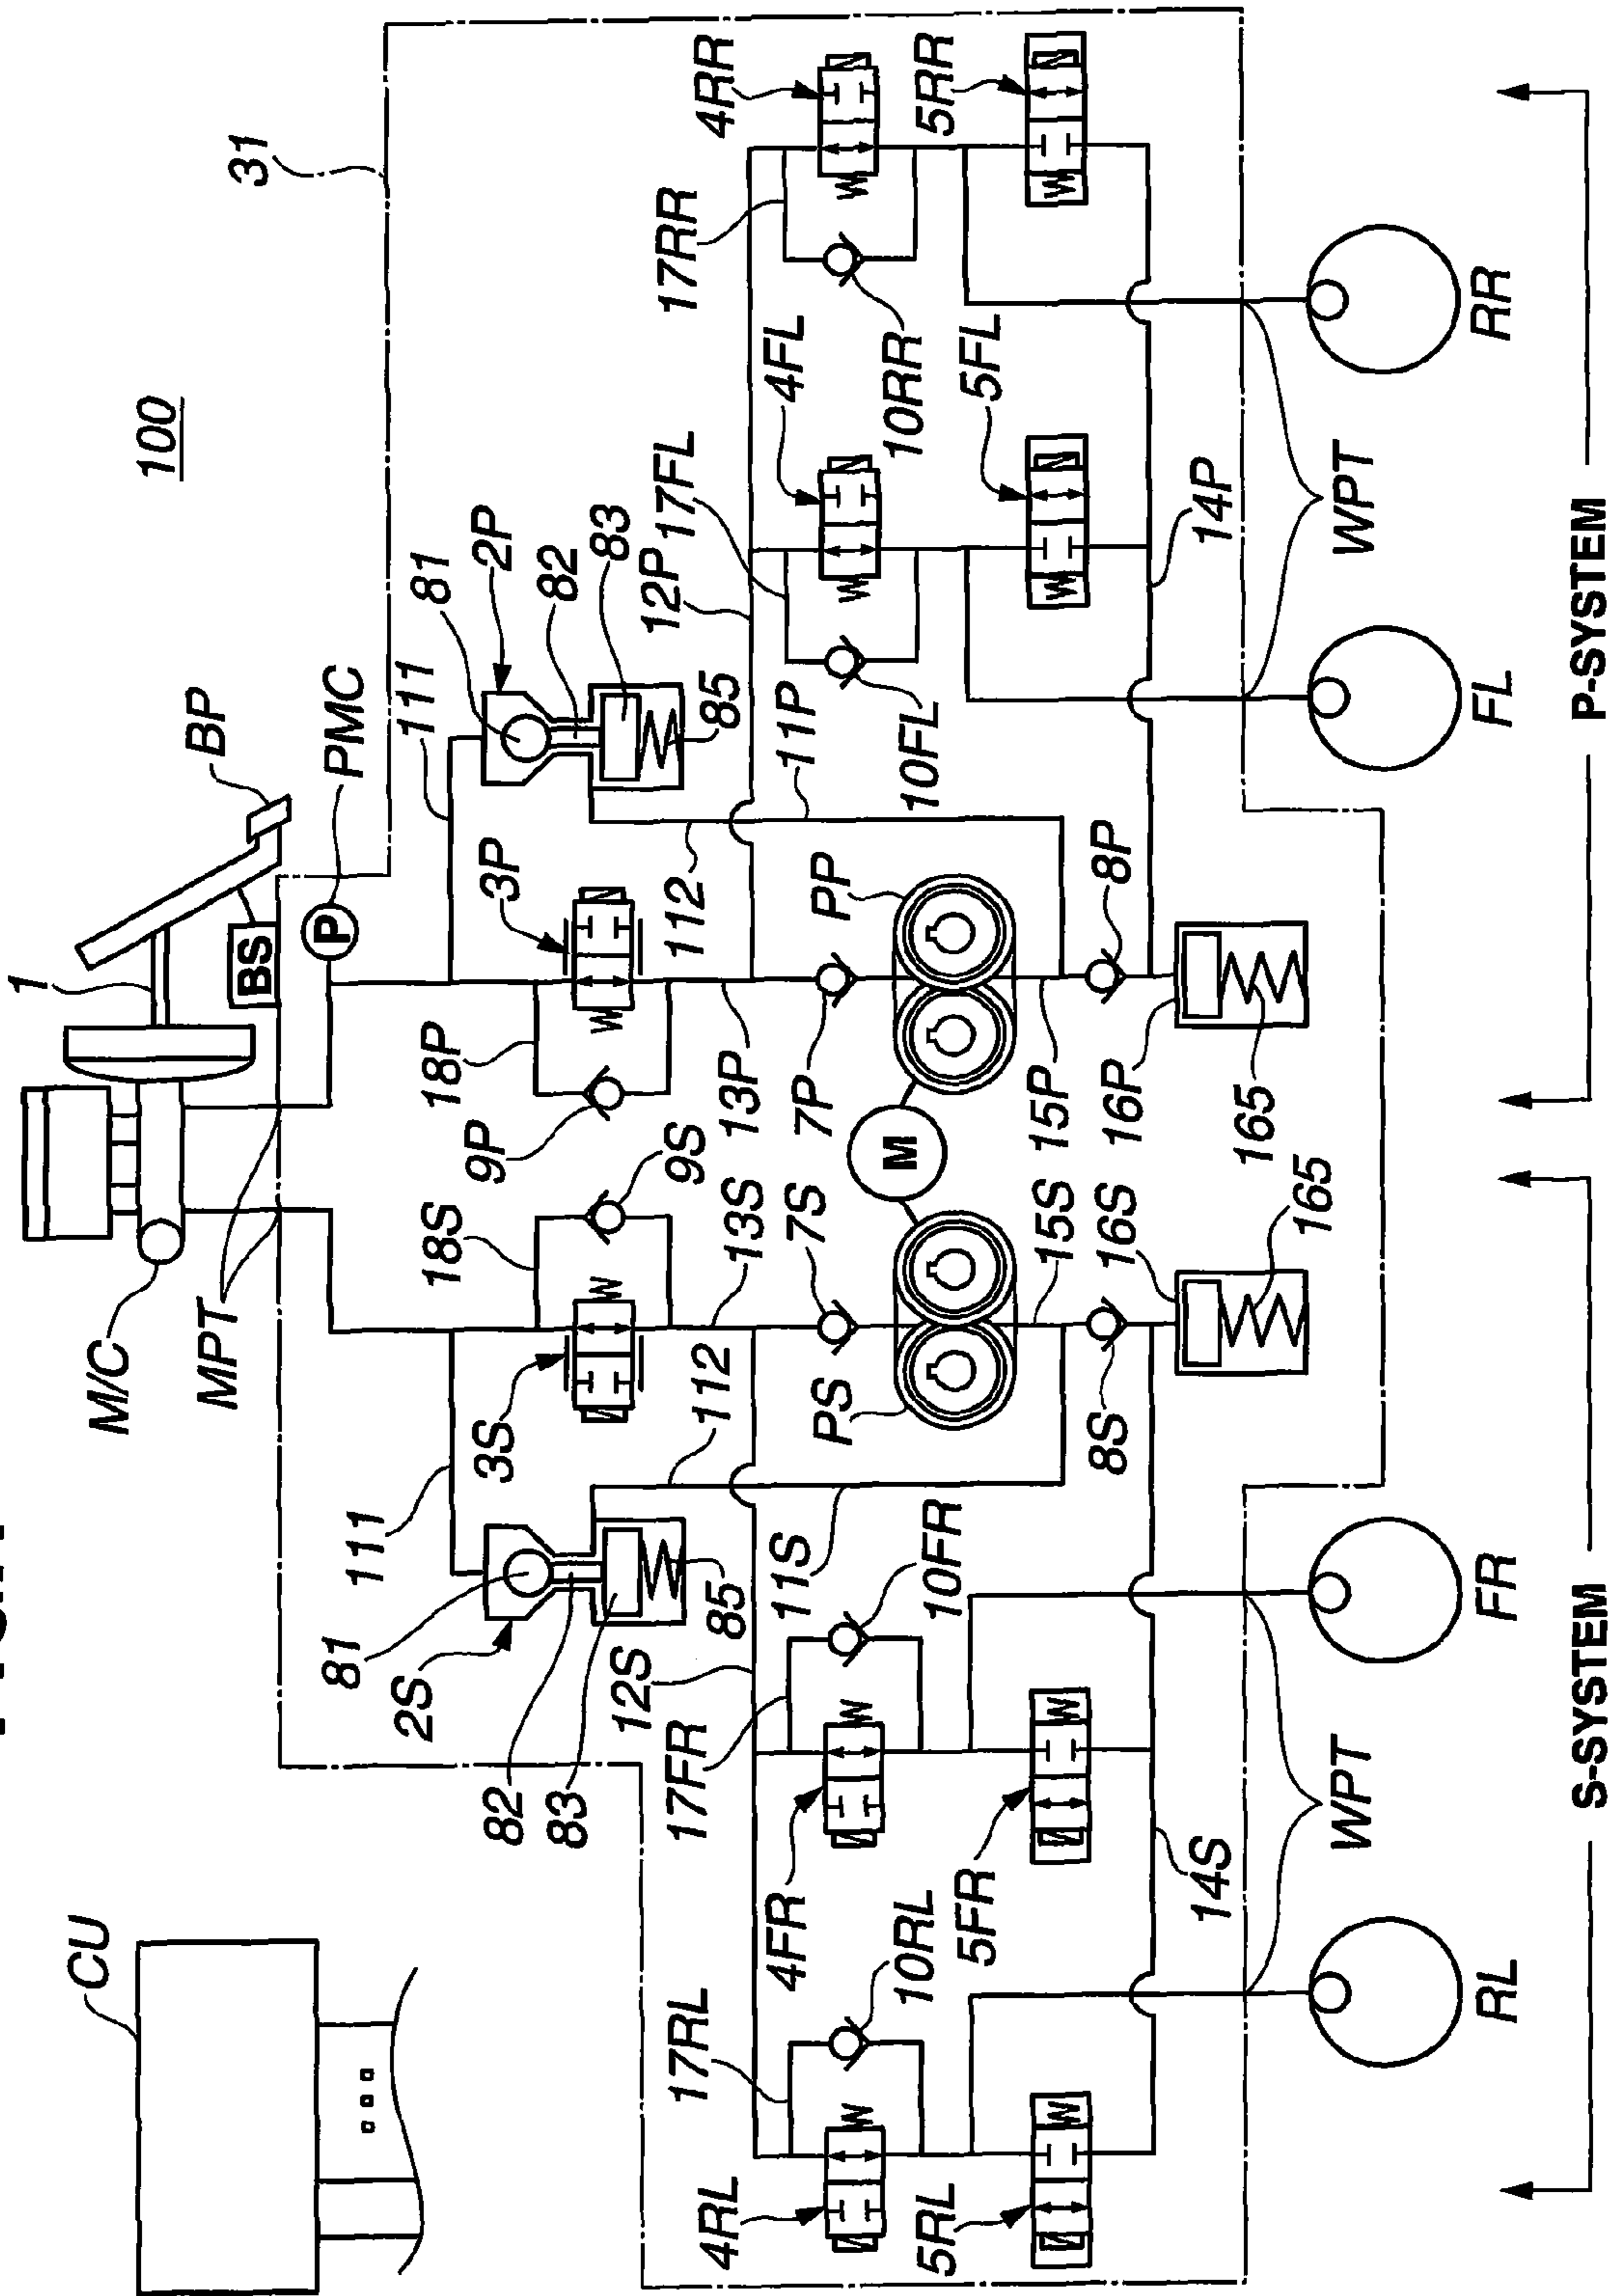 1
M/C
CU
BP
BS
100
MPT
PMC
P
31
2S
81
111
3S
18S
9S
9P
18P
3P
111
81
2P
82
83
82
83
85
112
13S
13P
112
85
12S
11S
11P
12P
17RL
17FR
17FL
17RR
4RL
4FR
PS
7S
7P
PP
4FL
4RR
M
10RL
10FR
10FL
10RR
5RL
5FR
5FL
5RR
15S
15P
8S
16S
16P
8P
14S
14P
165
165
WPT
WPT
RL
FR
FL
RR
S-SYSTEM
P-SYSTEM